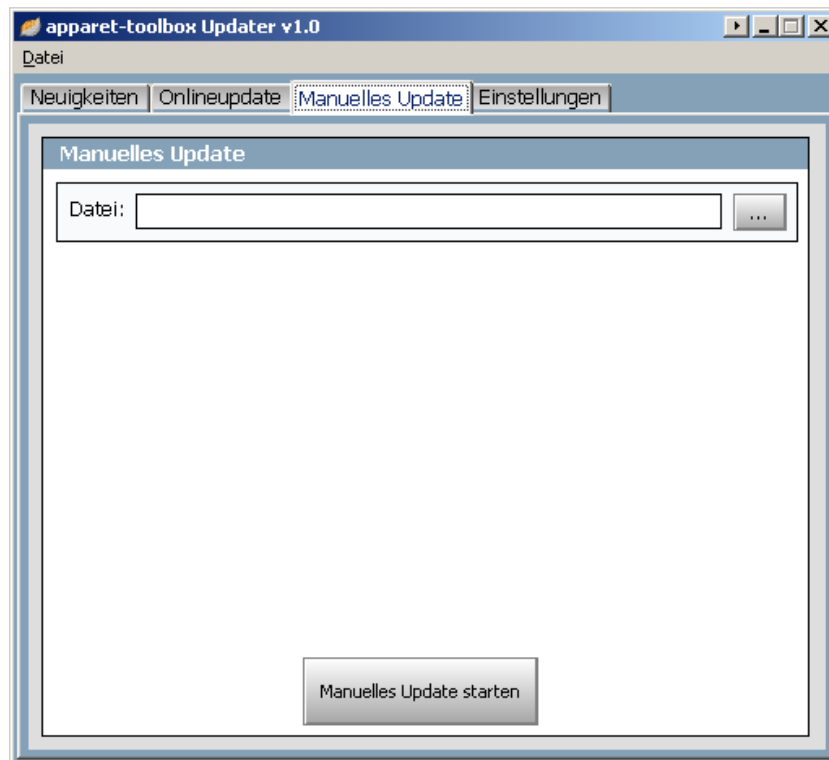 apparet-toolbox Updater v1.0
Datei
Neuigkeiten Onlineupdate Manuelles Update Einstellungen
Manuelles Update
Datei: ...
Manuelles Update starten